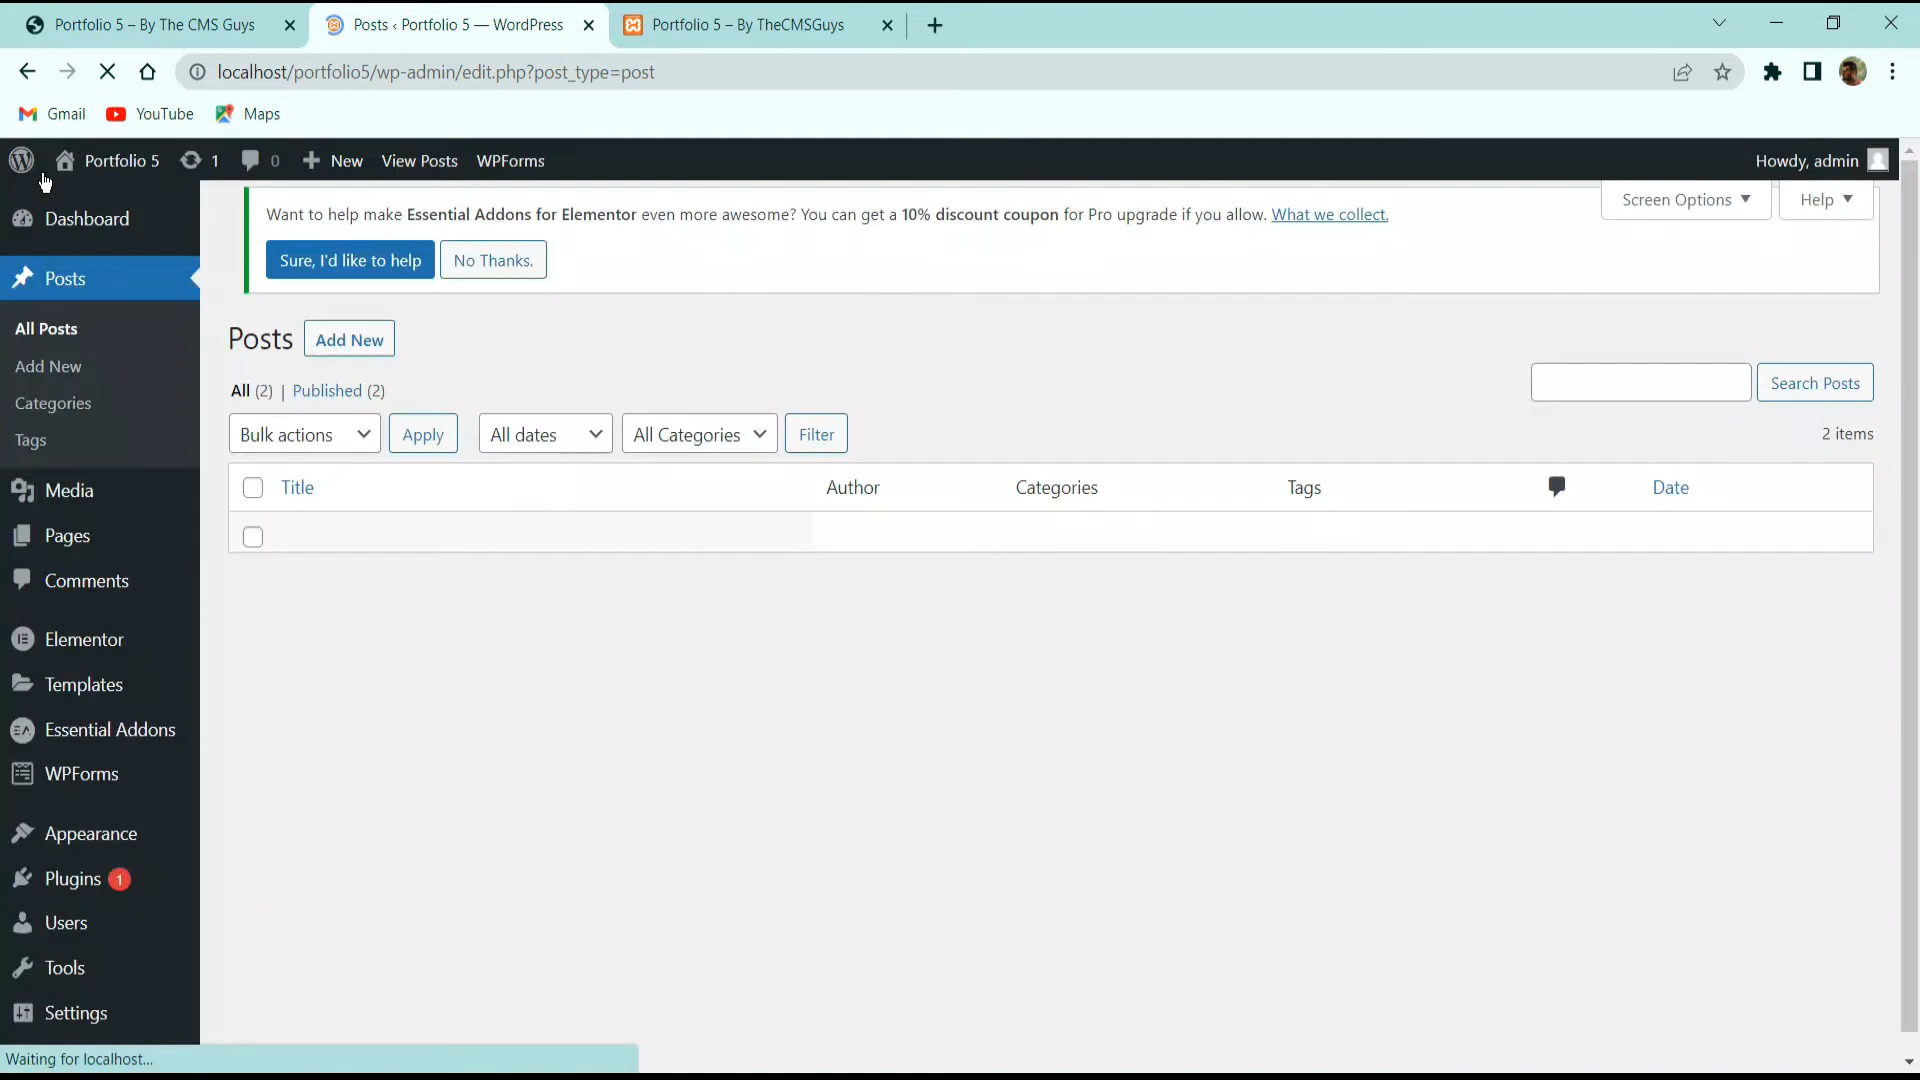 Portfolio 5 – By The CMS Guys
Posts ‹ Portfolio 5 — WordPress
Portfolio 5 – By TheCMSGuys
localhost/portfolio5/wp-admin/edit.php?post_type=post
Gmail YouTube Maps
Portfolio 5 1 0 New View Posts WPForms Howdy, admin
Dashboard
Posts
All Posts
Add New
Categories
Tags
Media
Pages
Comments
Elementor
Templates
Essential Addons
WPForms
Appearance
Plugins 1
Users
Tools
Settings
Screen Options Help
Want to help make Essential Addons for Elementor even more awesome? You can get a 10% discount coupon for Pro upgrade if you allow. What we collect.
Sure, I'd like to help No Thanks.
Posts Add New
All (2) | Published (2)
Search Posts
Bulk actions Apply All dates All Categories Filter 2 items
Title Author Categories Tags Date
Waiting for localhost...